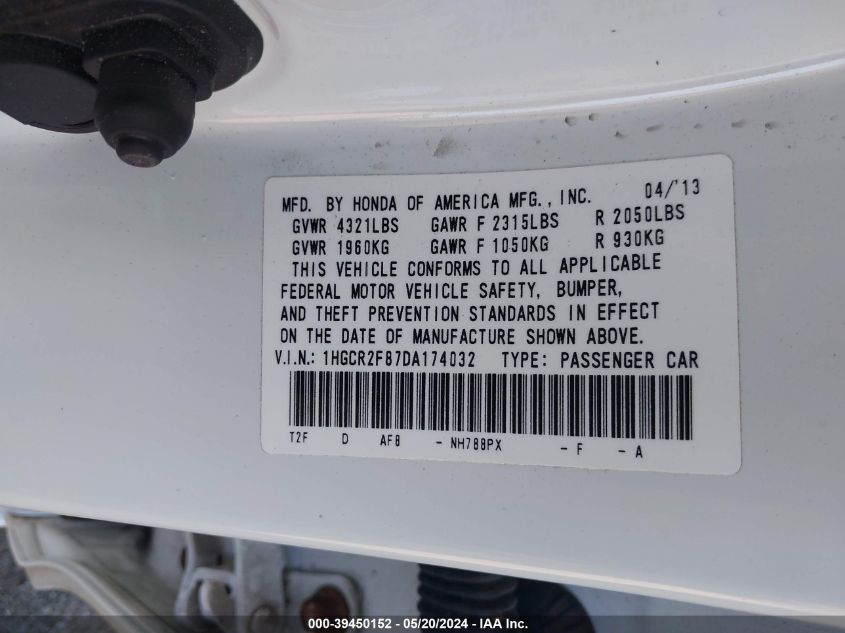 MFD. BY HONDA OF AMERICA MFG., INC. 04/'13
GVWR 4321LBS GAWR F 2315LBS R 2050LBS
GVWR 1960KG GAWR F 1050KG R 930KG
THIS VEHICLE CONFORMS TO ALL APPLICABLE
FEDERAL MOTOR VEHICLE SAFETY, BUMPER,
AND THEFT PREVENTION STANDARDS IN EFFECT
ON THE DATE OF MANUFACTURE SHOWN ABOVE.
V.I.N.: 1HGCR2F87DA174032 TYPE: PASSENGER CAR
T2F D AF8 - NH788PX - F - A
000-39450152 - 05/20/2024 - IAA Inc.